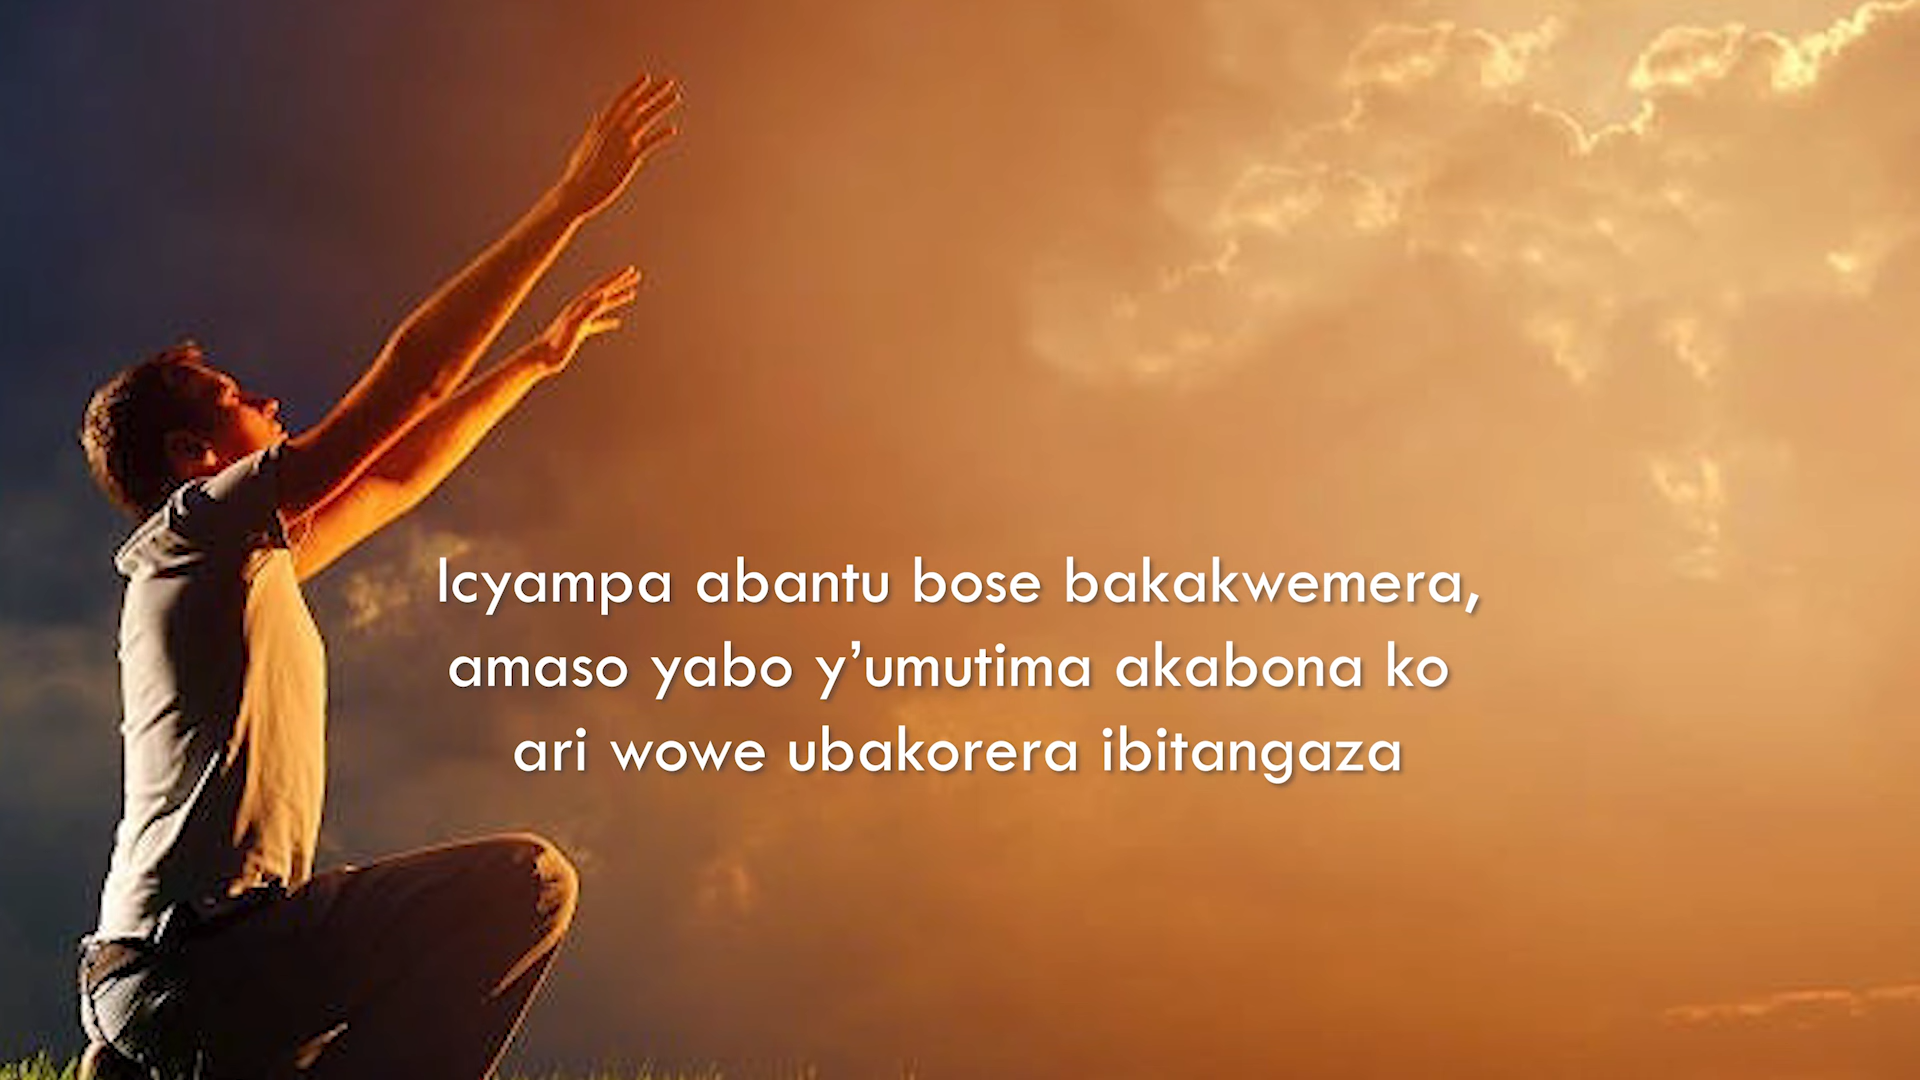 Icyampa abantu bose bakakwemera,
amaso yabo y’umutima akabona ko
ari wowe ubakorera ibitangaza